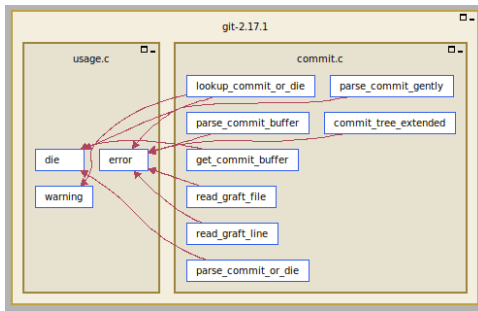 git-2.17.1
usage.c
commit.c
lookup_commit_or_die
parse_commit_gently
parse_commit_buffer
commit_tree_extended
die
error
get_commit_buffer
warning
read_graft_file
read_graft_line
parse_commit_or_die